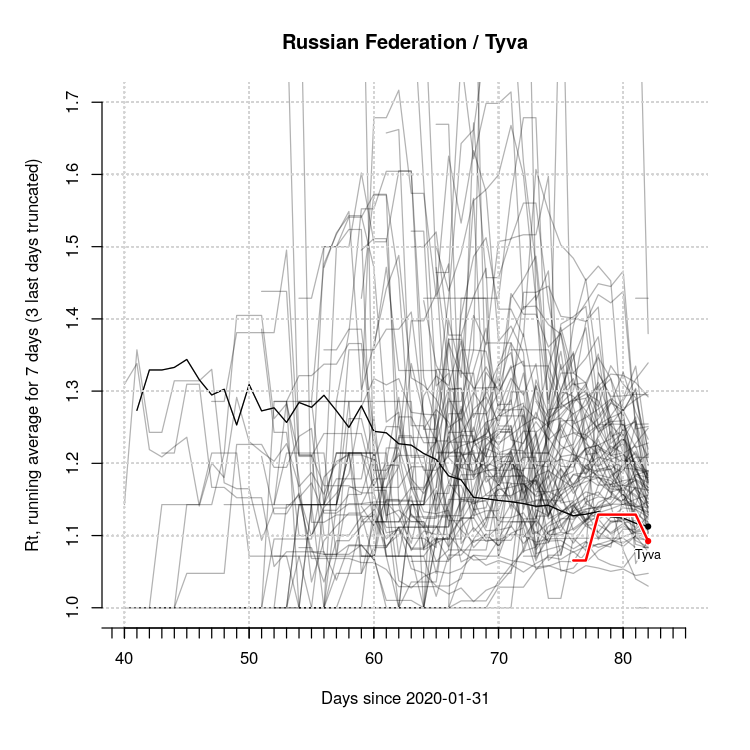 Russian Federation / Tyva
Rt, running average for 7 days (3 last days truncated)
1.7
1.6
1.5
1.4
1.3
1.2
1.1
1.0
Tyva
40 50 60 70 80
Days since 2020-01-31